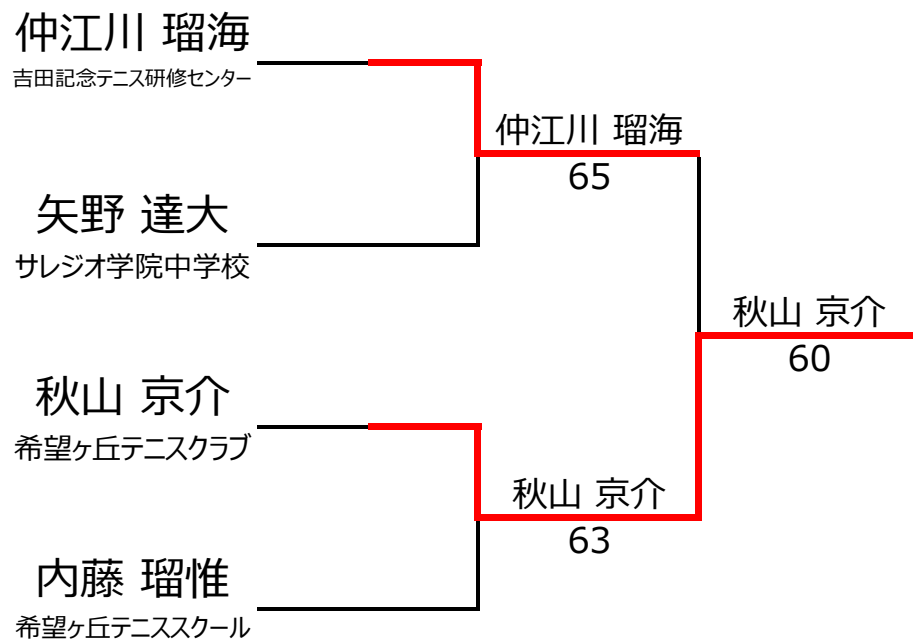 仲江川 瑠海
吉田記念テニス研修センター
仲江川 瑠海
65
矢野 達大
サレジオ学院中学校
秋山 京介
60
秋山 京介
希望ヶ丘テニスクラブ
秋山 京介
63
内藤 瑠惟
希望ヶ丘テニススクール